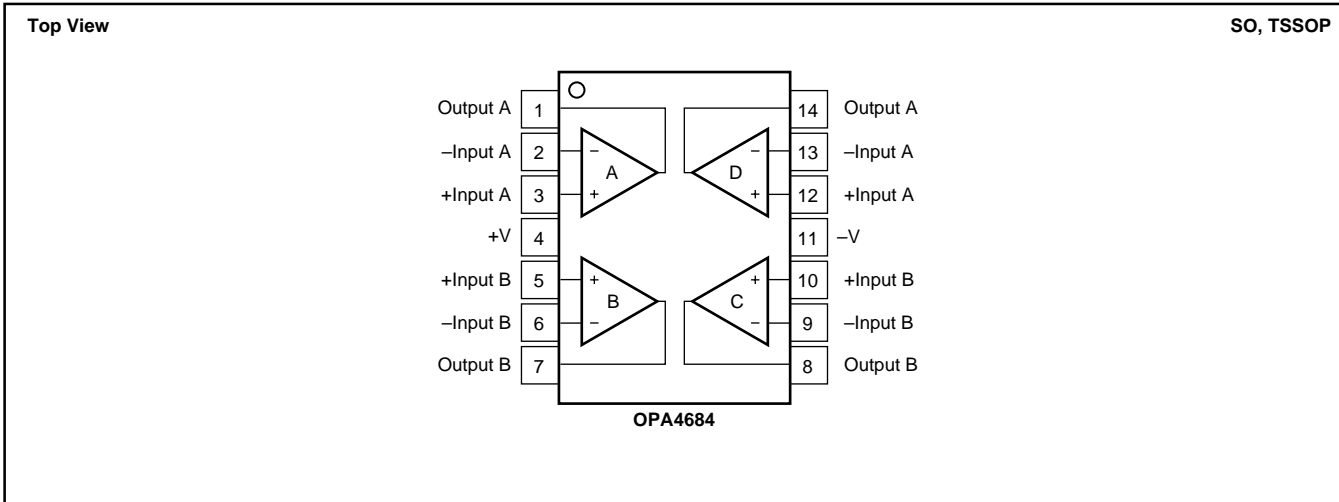 Top View
SO, TSSOP
Output A 1
14 Output A
–Input A 2 – – 13 –Input A
A D
+Input A 3 + + 12 +Input A
+V 4
11 –V
+Input B 5 + + 10 +Input B
B C
–Input B 6 – – 9 –Input B
Output B 7
8 Output B
OPA4684